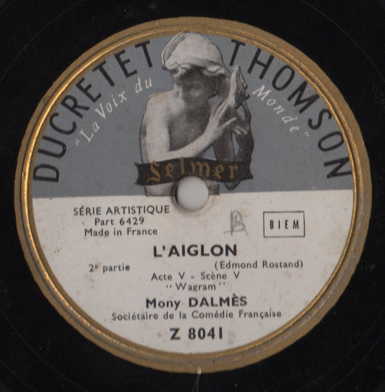 DUCRETET THOMSON
"La Voix du Monde"
Selmer
SÉRIE ARTISTIQUE
Part 6429
Made in France
B
BIEM
L'AIGLON
2e partie (Edmond Rostand)
Acte V - Scène V
"Wagram"
Mony DALMÈS
Sociétaire de la Comédie Française
Z 8041